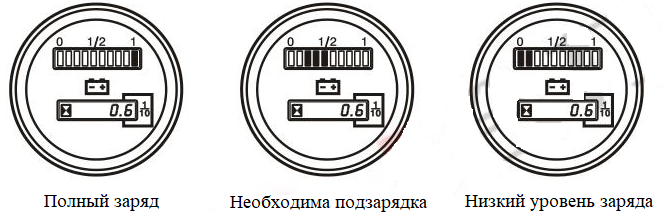 0 1/2 1
0.6 1/10
Полный заряд
0 1/2 1
0.6 1/10
Необходима подзарядка
0 1/2 1
0.6 1/10
Низкий уровень заряда